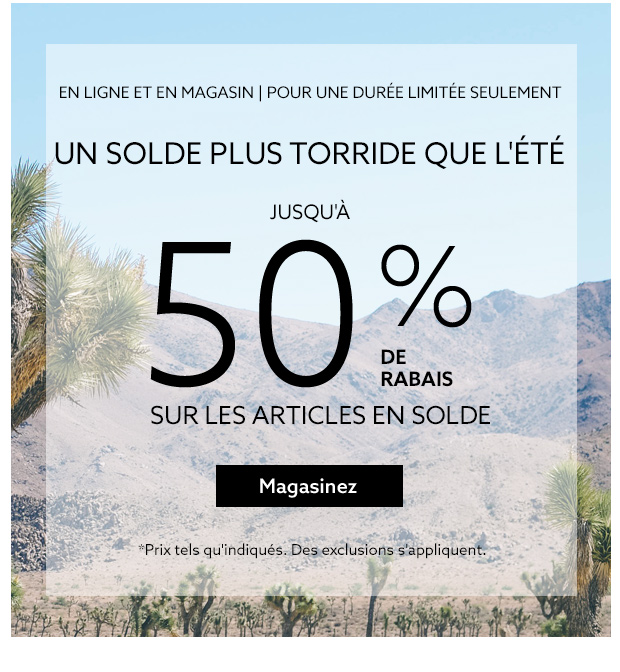 EN LIGNE ET EN MAGASIN | POUR UNE DURÉE LIMITÉE SEULEMENT
UN SOLDE PLUS TORRIDE QUE L'ÉTÉ
JUSQU'À
50%
DE
RABAIS
SUR LES ARTICLES EN SOLDE
Magasinez
*Prix tels qu'indiqués. Des exclusions s'appliquent.